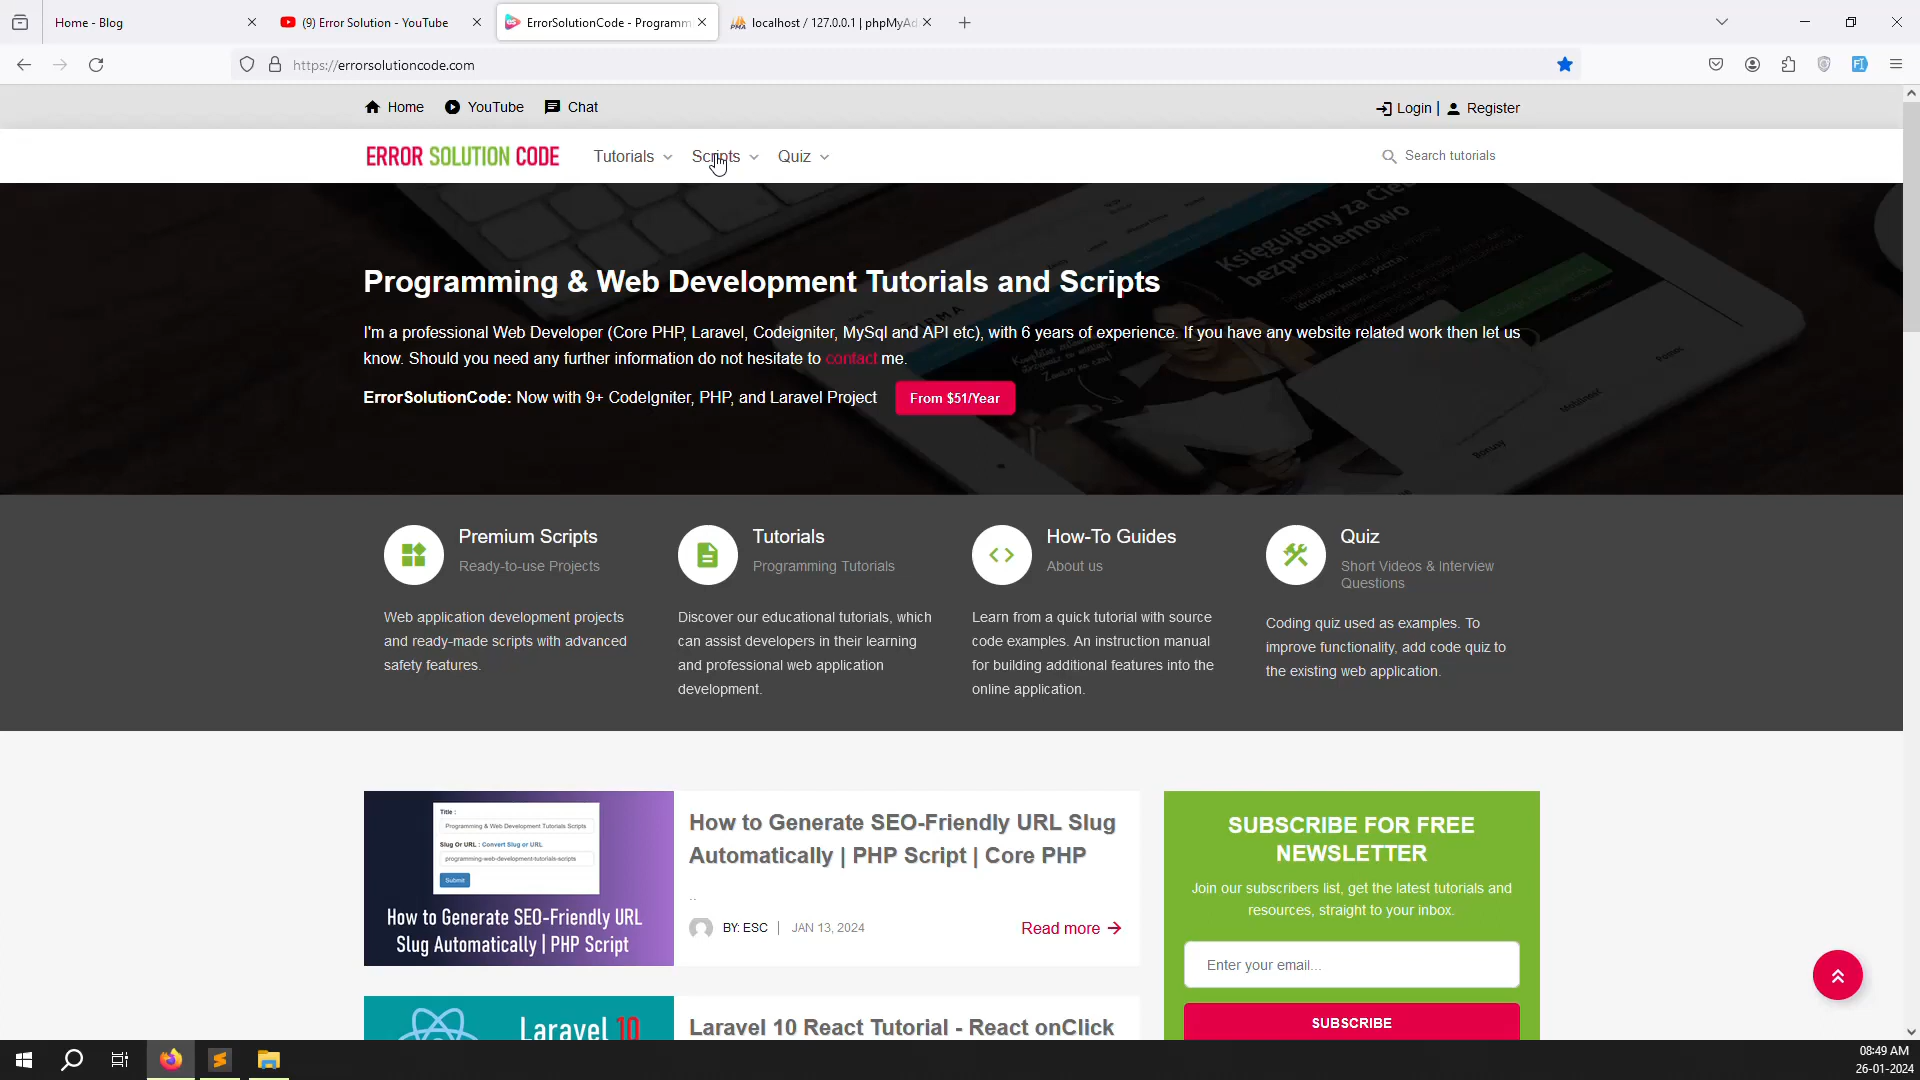 Home - Blog
(9) Error Solution - YouTube
ErrorSolutionCode - Programm
localhost / 127.0.0.1 | phpMyAd
https://errorsolutioncode.com
Home
YouTube
Chat
Login |
Register
ERROR SOLUTION CODE
Tutorials
Scripts
Quiz
Search tutorials
Programming & Web Development Tutorials and Scripts
I'm a professional Web Developer (Core PHP, Laravel, Codeigniter, MySql and API etc), with 6 years of experience. If you have any website related work then let us
know. Should you need any further information do not hesitate to contact me.
ErrorSolutionCode: Now with 9+ CodeIgniter, PHP, and Laravel Project
From $51/Year
Księgujemy za Cie
bezproblemowo
Premium Scripts
Ready-to-use Projects
Web application development projects
and ready-made scripts with advanced
safety features.
Tutorials
Programming Tutorials
Discover our educational tutorials, which
can assist developers in their learning
and professional web application
development.
How-To Guides
About us
Learn from a quick tutorial with source
code examples. An instruction manual
for building additional features into the
online application.
Quiz
Short Videos & Interview
Questions
Coding quiz used as examples. To
improve functionality, add code quiz to
the existing web application.
Title :
Programming & Web Development Tutorials Scripts
Slug Or URL : Convert Slug or URL
programming-web-development-tutorials-scripts
Submit
How to Generate SEO-Friendly URL
Slug Automatically | PHP Script
How to Generate SEO-Friendly URL Slug
Automatically | PHP Script | Core PHP
..
BY: ESC | JAN 13, 2024
Read more
SUBSCRIBE FOR FREE
NEWSLETTER
Join our subscribers list, get the latest tutorials and
resources, straight to your inbox.
Enter your email...
SUBSCRIBE
Laravel 10
Laravel 10 React Tutorial - React onClick
08:49 AM
26-01-2024